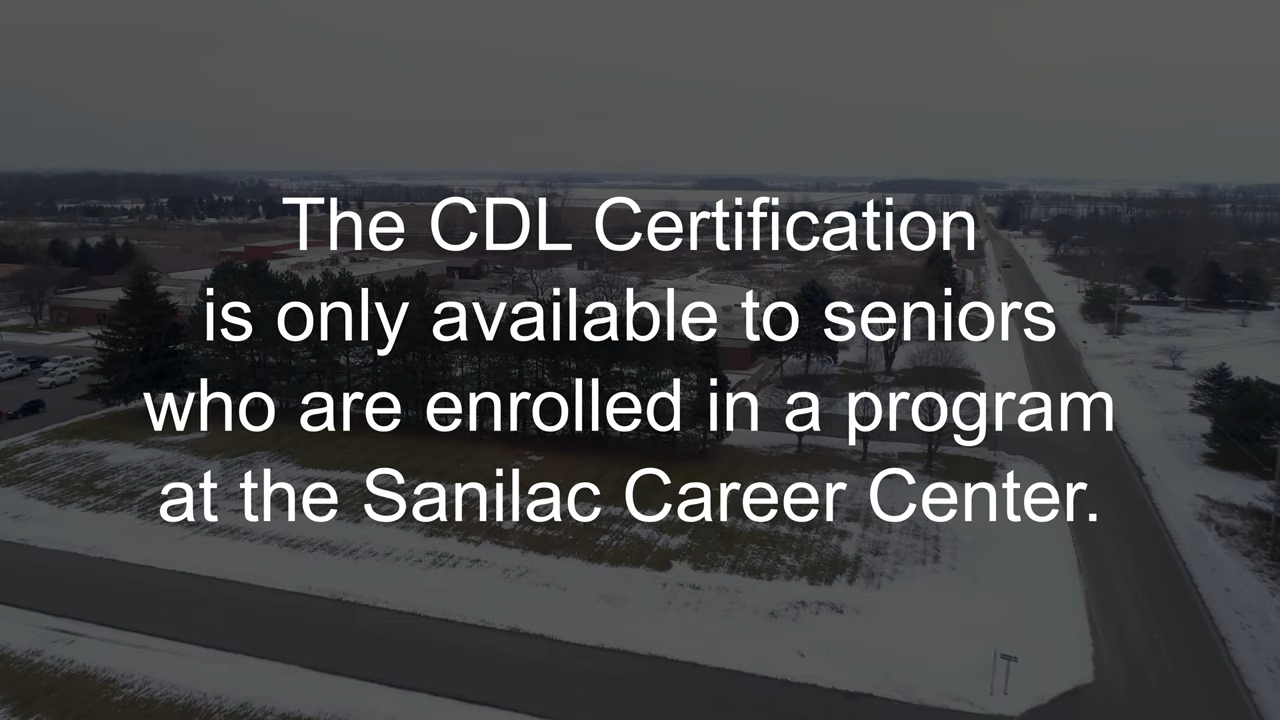 The CDL Certification
is only available to seniors
who are enrolled in a program
at the Sanilac Career Center.